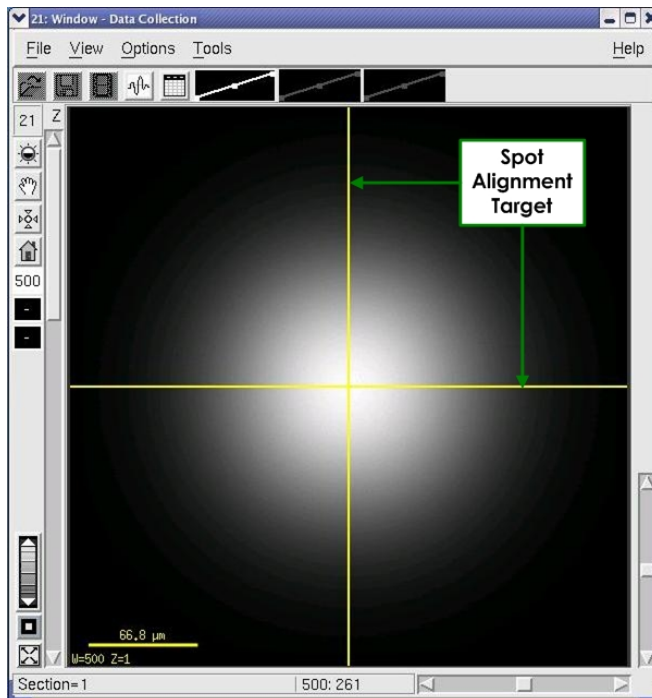 21: Window - Data Collection
File View Options Tools Help
21 Z
Spot
Alignment
Target
500
-
-
66.8 µm
W=500 Z=1
Section=1 500: 261